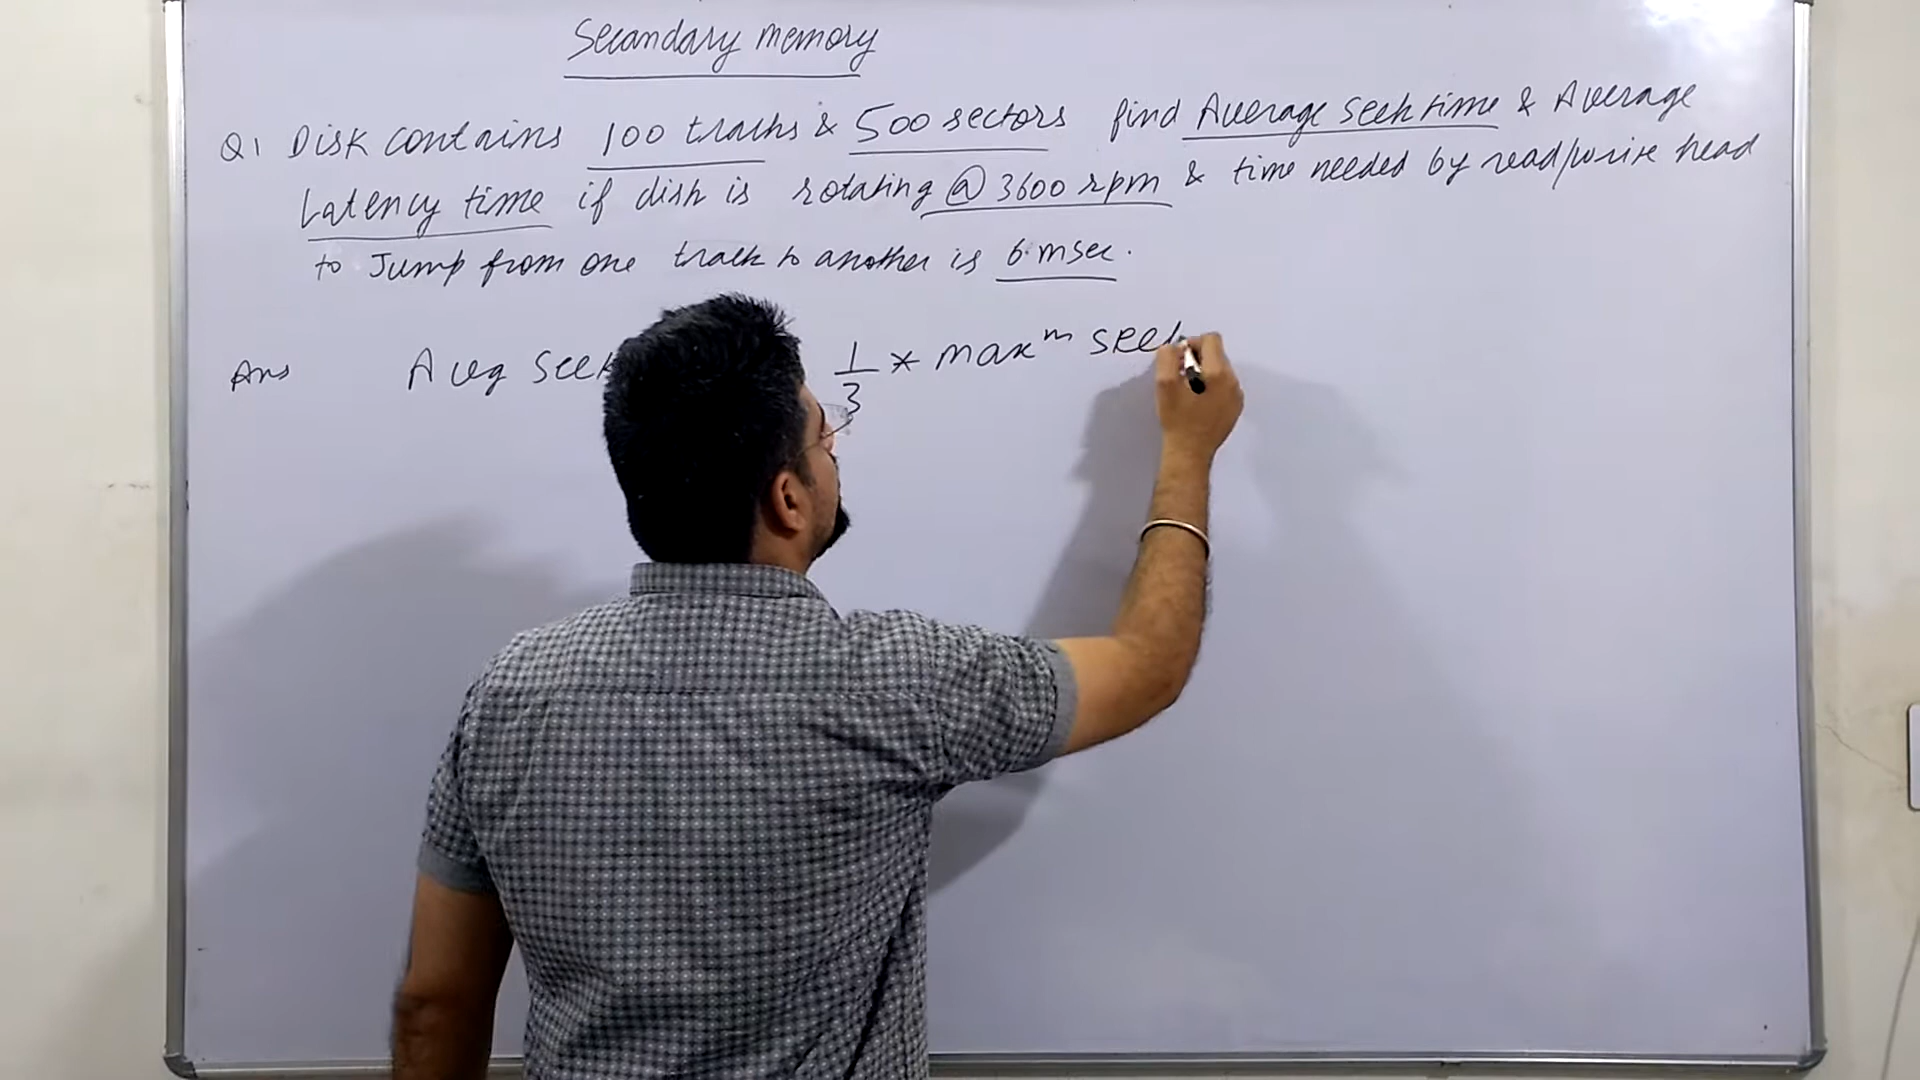 Secondary memory
Q1 Disk contains 100 tracks & 500 sectors find Average seek time & Average
Latency time if disk is rotating @ 3600 rpm & time needed by read/write head
to Jump from one track to another is 6 msec.
Ans Avg seek 1/3 * maxm seek